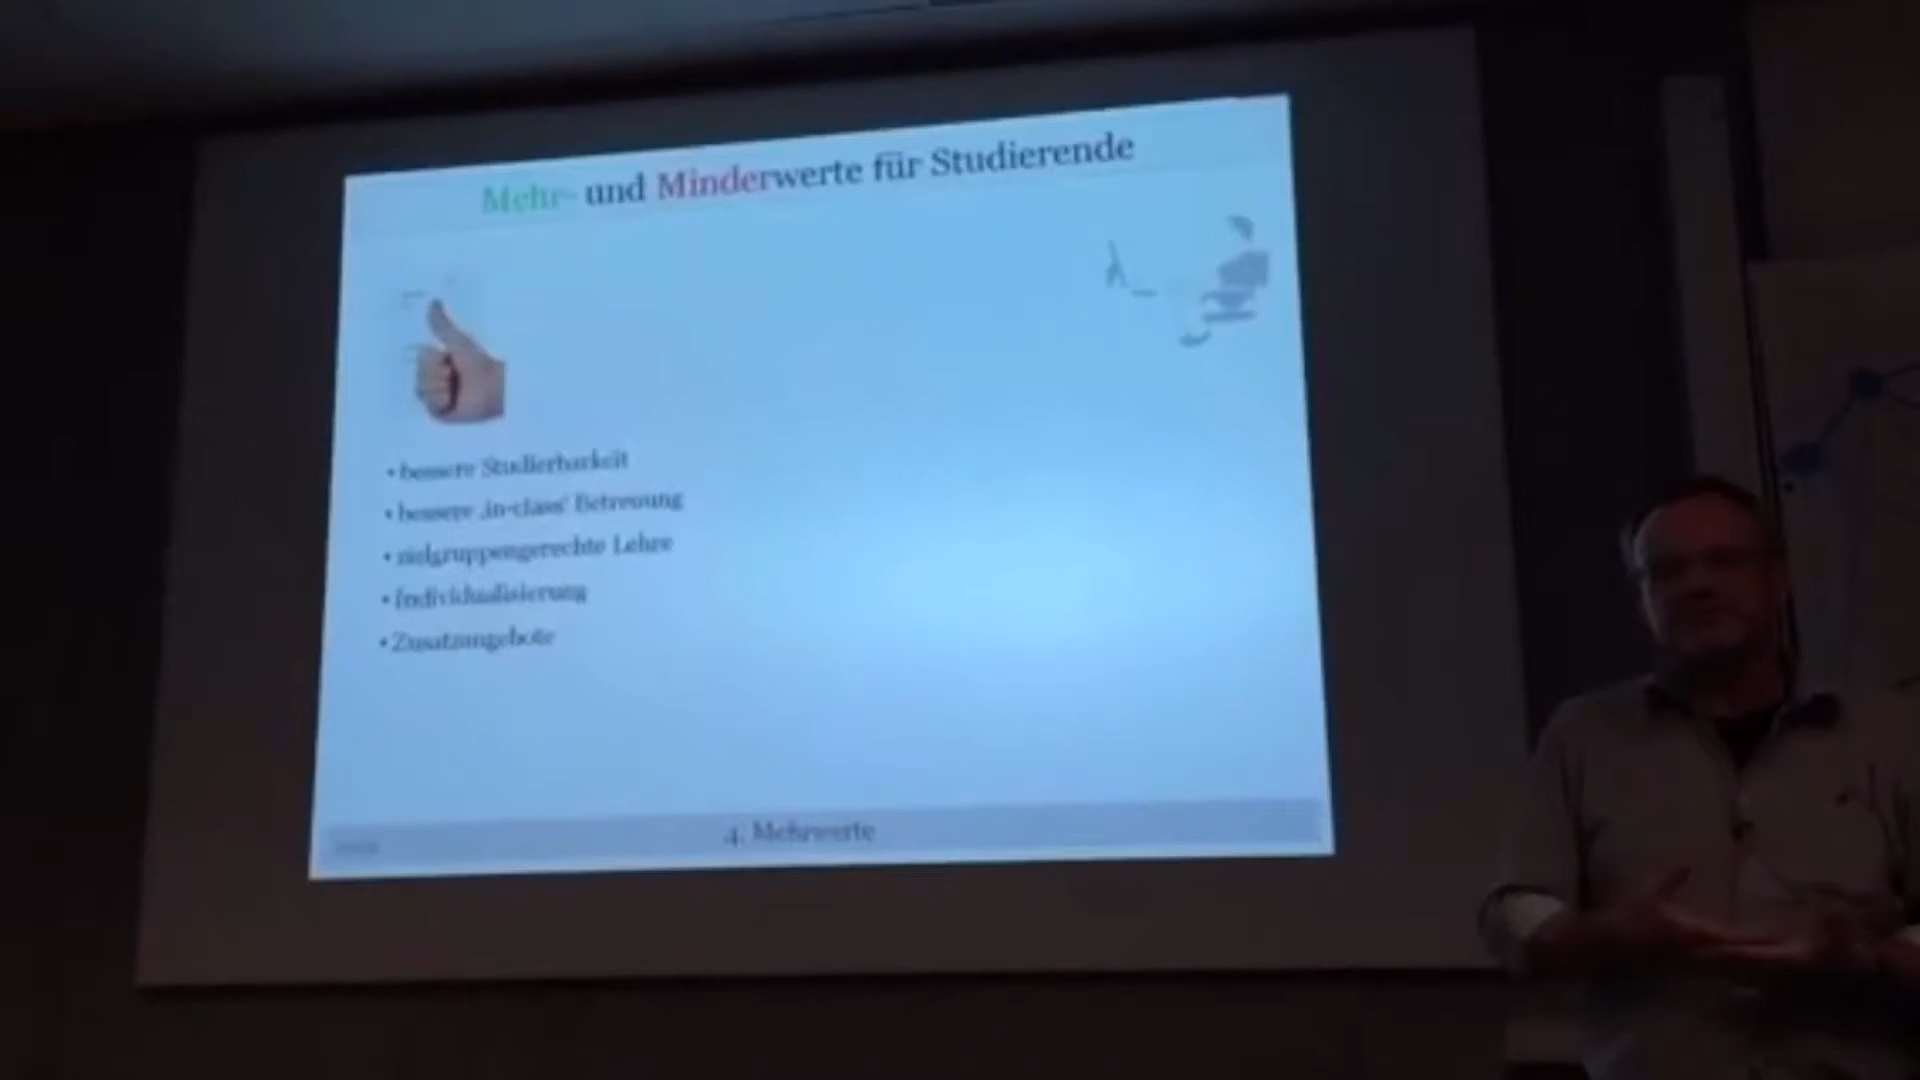 Mehr- und Minderwerte für Studierende
• bessere Studierbarkeit
• bessere ‚in-class' Betreuung
• zielgruppengerechte Lehre
• Individualisierung
• Zusatzangebote
4. Mehrwerte